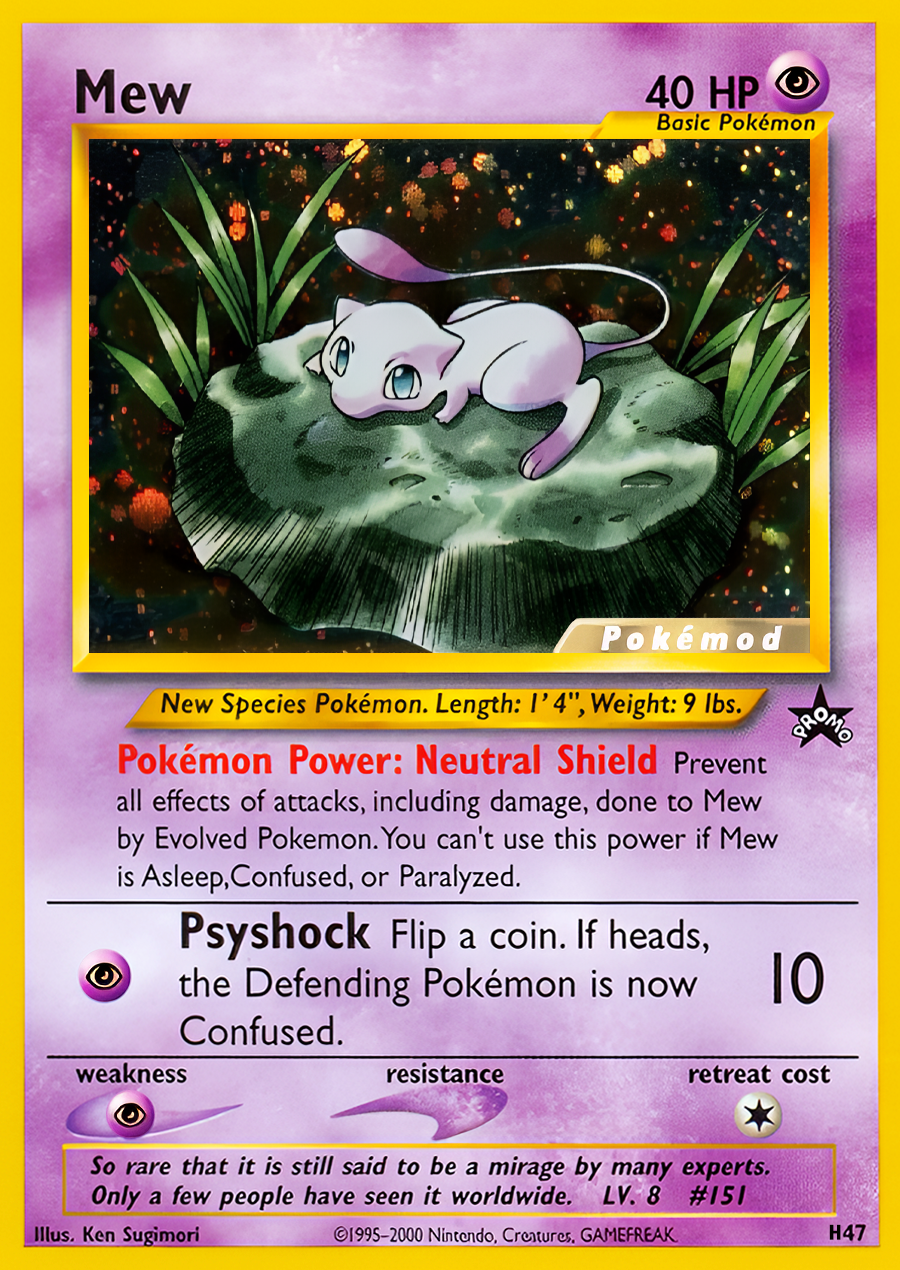 Mew
40 HP
Basic Pokémon
Pokémod
New Species Pokémon. Length: 1' 4", Weight: 9 lbs.
PROMO
Pokémon Power: Neutral Shield Prevent
all effects of attacks, including damage, done to Mew
by Evolved Pokemon. You can't use this power if Mew
is Asleep,Confused, or Paralyzed.
Psyshock Flip a coin. If heads,
the Defending Pokémon is now
Confused.
10
weakness resistance retreat cost
So rare that it is still said to be a mirage by many experts.
Only a few people have seen it worldwide. LV. 8 #151
Illus. Ken Sugimori ©1995-2000 Nintendo, Creatures, GAMEFREAK. H47